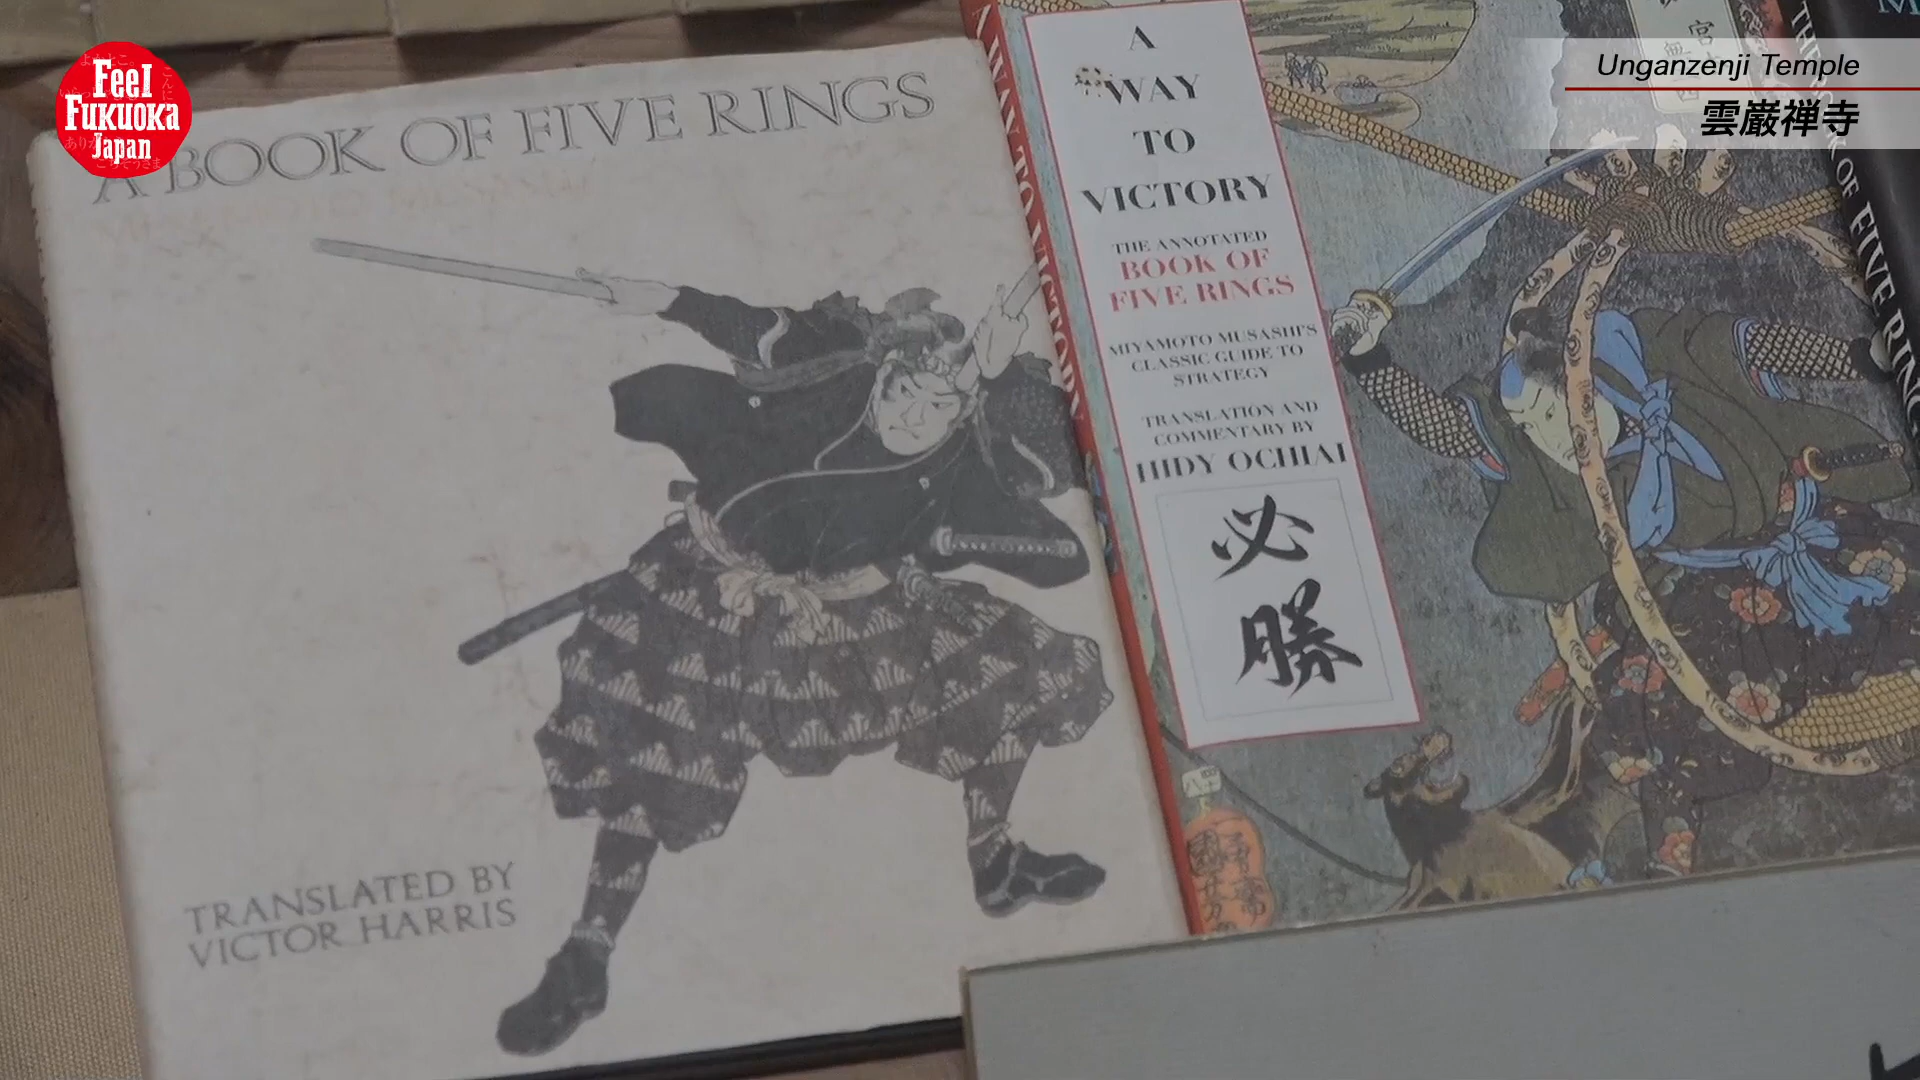 Feel
FUKUOKA
Japan
Unganzenji Temple
雲巌禅寺
A BOOK OF FIVE RINGS
TRANSLATED BY
VICTOR HARRIS
A WAY TO VICTORY
A
WAY
TO
VICTORY
THE ANNOTATED
BOOK OF
FIVE RINGS
MIYAMOTO MUSASHI'S
CLASSIC GUIDE TO
STRATEGY
TRANSLATION AND
COMMENTARY BY
HIDY OCHIAI
必
勝
OF FIVE RINGS